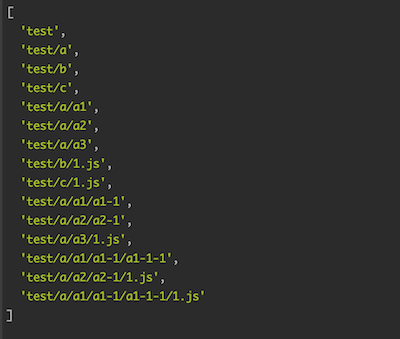 [
'test',
'test/a',
'test/b',
'test/c',
'test/a/a1',
'test/a/a2',
'test/a/a3',
'test/b/1.js',
'test/c/1.js',
'test/a/a1/a1-1',
'test/a/a2/a2-1',
'test/a/a3/1.js',
'test/a/a1/a1-1/a1-1-1',
'test/a/a2/a2-1/1.js',
'test/a/a1/a1-1/a1-1-1/1.js'
]